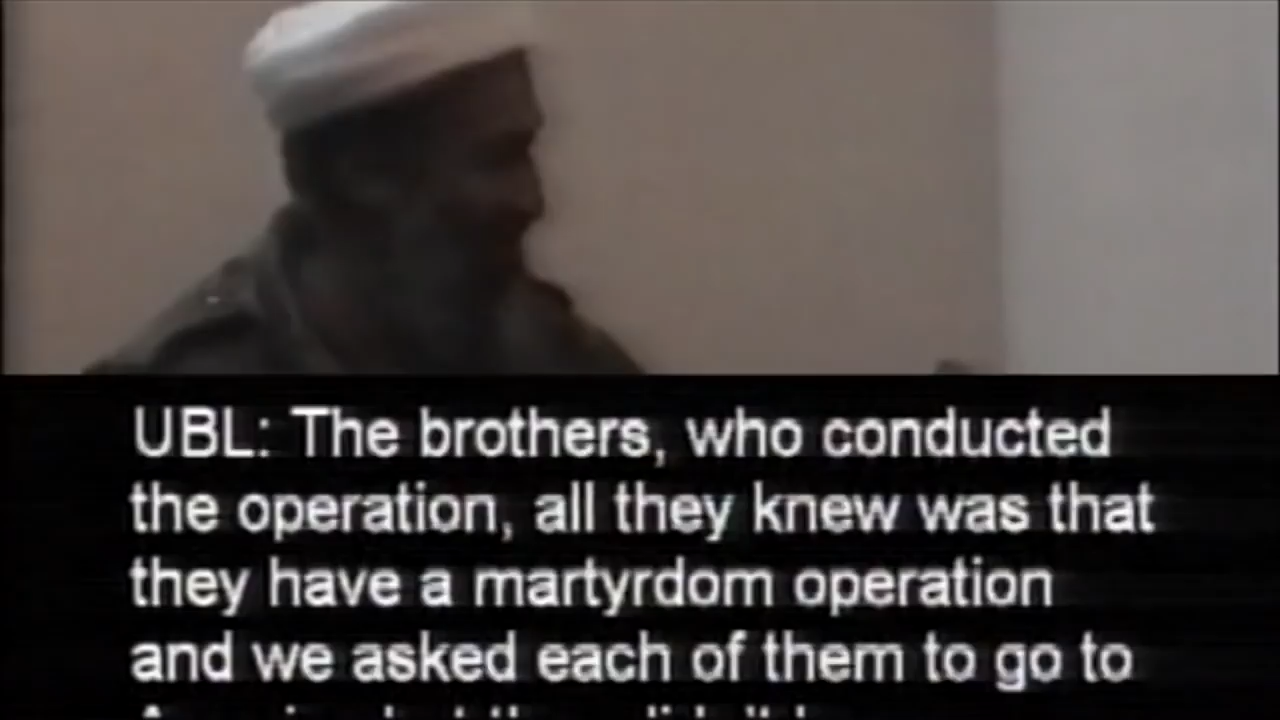 UBL: The brothers, who conducted
the operation, all they knew was that
they have a martyrdom operation
and we asked each of them to go to